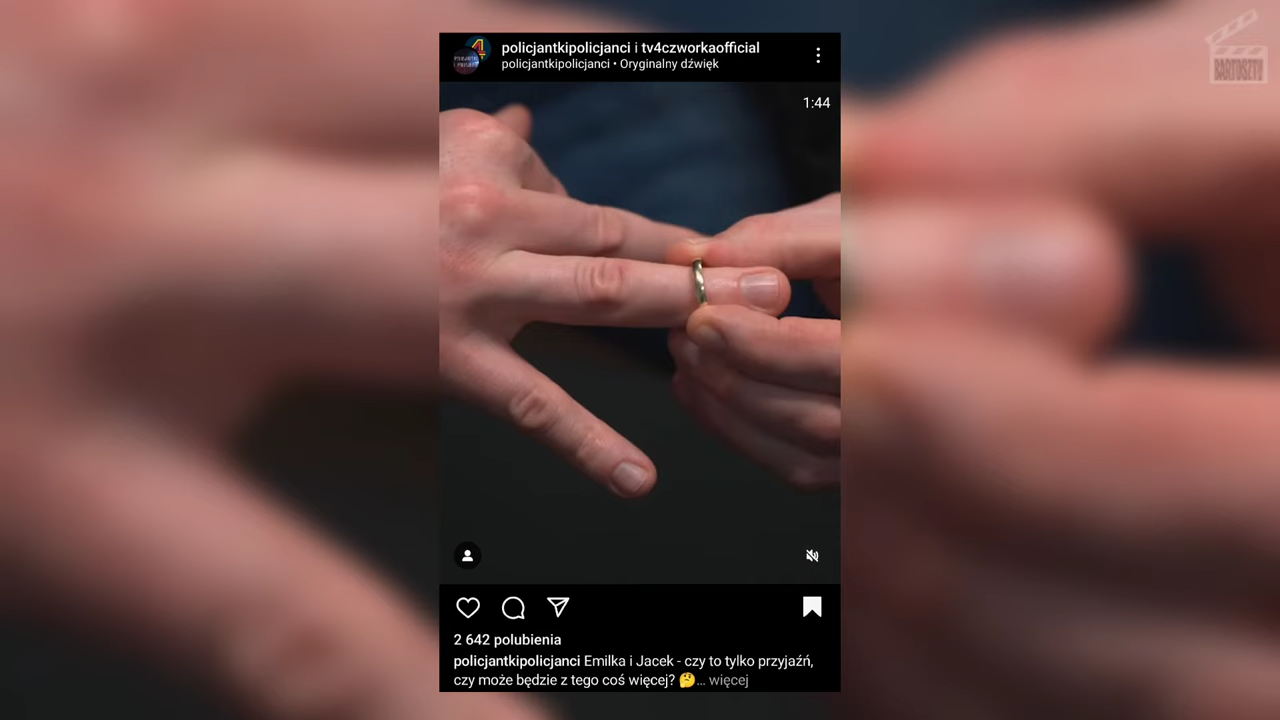 policjantkipolicjanci i tv4czworkaofficial
policjantkipolicjanci • Oryginalny dźwięk
1:44
2 642 polubienia
policjantkipolicjanci Emilka i Jacek - czy to tylko przyjaźń,
czy może będzie z tego coś więcej? 🤔... więcej